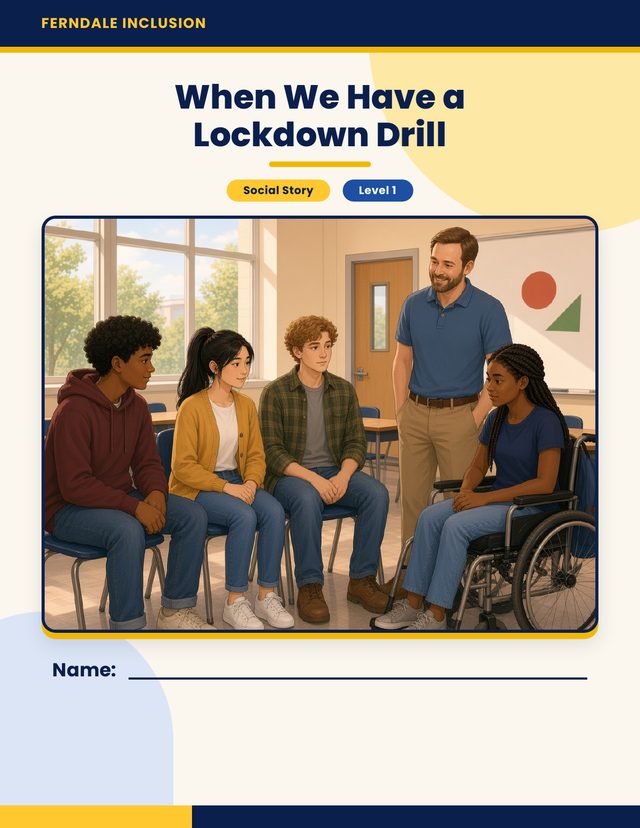 FERNDALE INCLUSION
When We Have a
Lockdown Drill
Social Story
Level 1
Name: